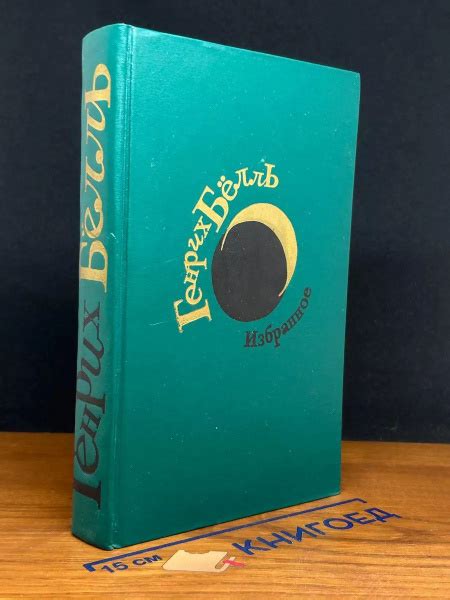 Генрих Бёлль
Генрих Бёлль
Избранное
15 см
КНИГОЕД